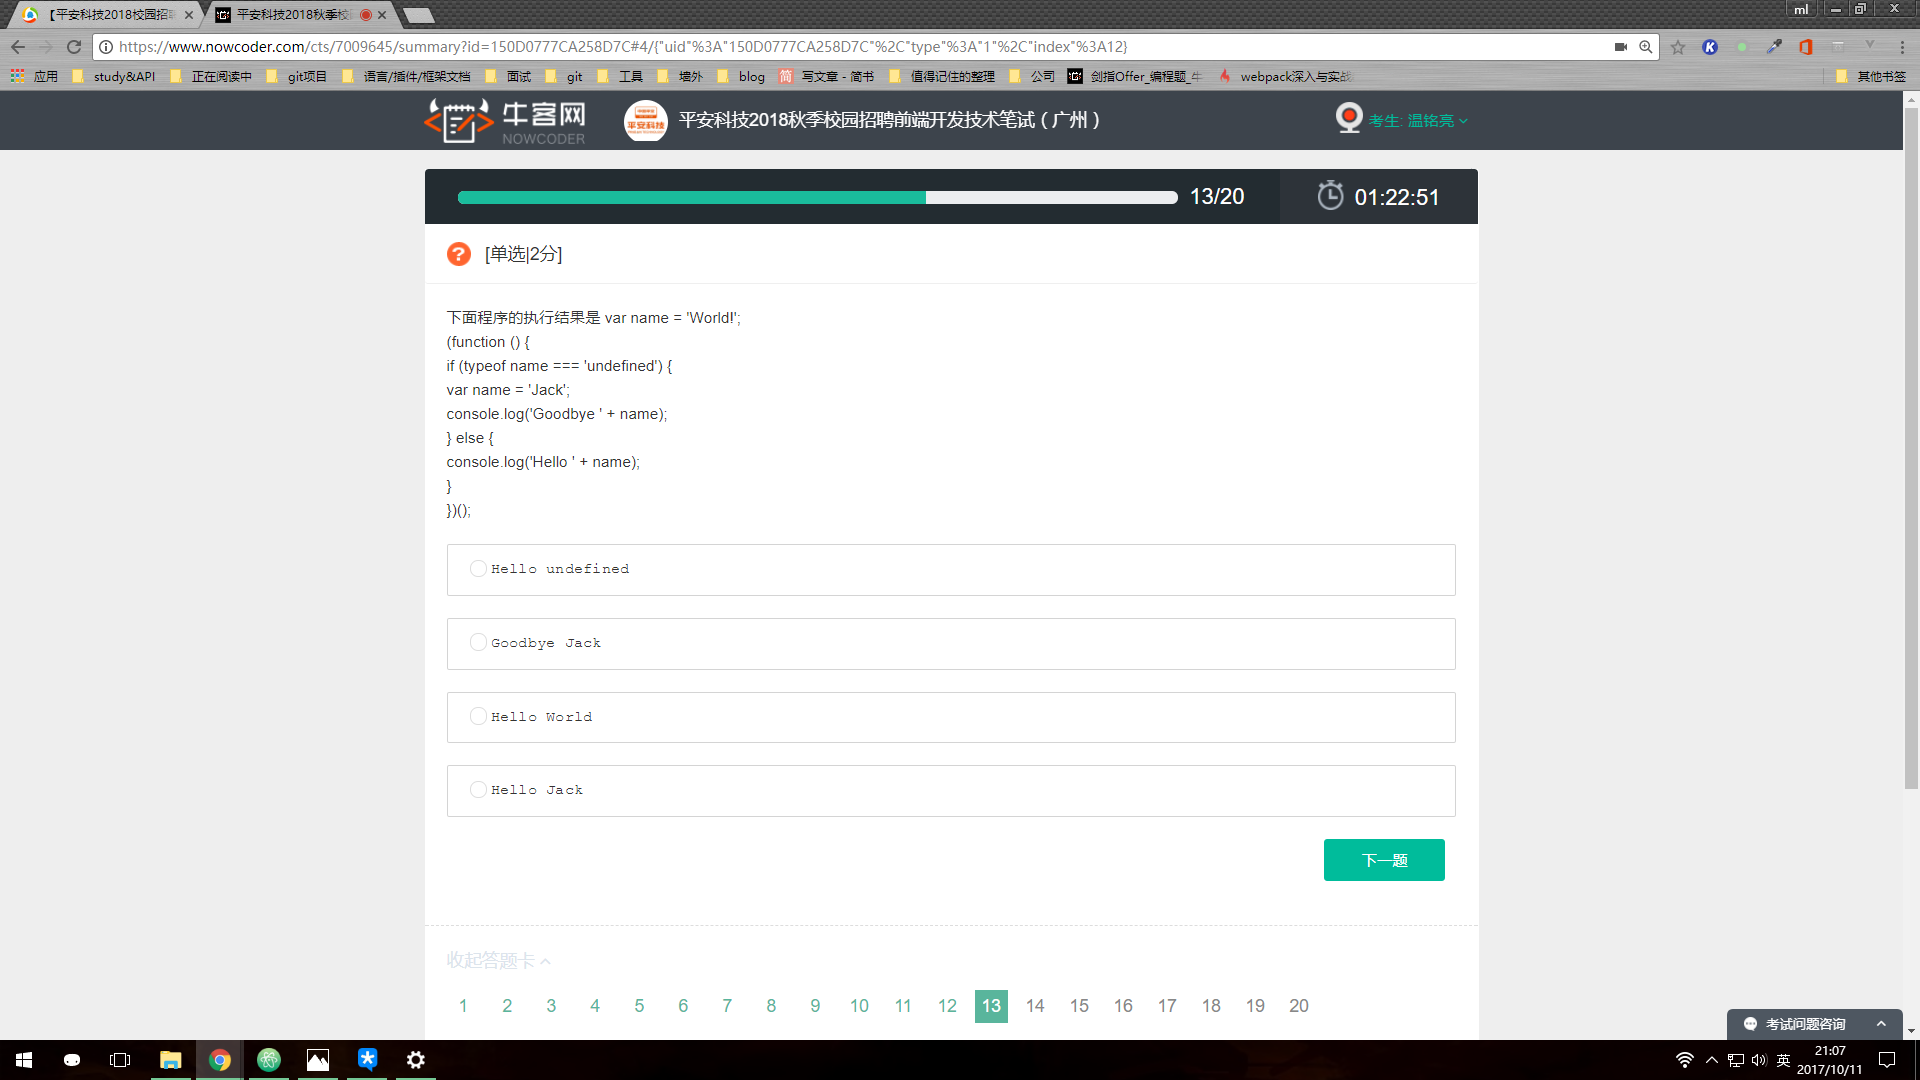 【平安科技2018校园招聘
平安科技2018秋季校
ml
https://www.nowcoder.com/cts/7009645/summary?id=150D0777CA258D7C#4/{"uid"%3A"150D0777CA258D7C"%2C"type"%3A"1"%2C"index"%3A12}
应用 study&API 正在阅读中 git项目 语言/插件/框架文档 面试 git 工具 墙外 blog 简 写文章 - 简书 值得记住的整理 公司 剑指Offer_编程题_牛 webpack深入与实战 其他书签
牛客网
NOWCODER
平安科技
平安科技2018秋季校园招聘前端开发技术笔试（广州）
考生: 温铭亮
13/20
01:22:51
? [单选|2分]
下面程序的执行结果是 var name = 'World!';
(function () {
if (typeof name === 'undefined') {
var name = 'Jack';
console.log('Goodbye ' + name);
} else {
console.log('Hello ' + name);
}
})();
Hello undefined
Goodbye Jack
Hello World
Hello Jack
下一题
收起答题卡
1 2 3 4 5 6 7 8 9 10 11 12 13 14 15 16 17 18 19 20
考试问题咨询
英
21:07
2017/10/11